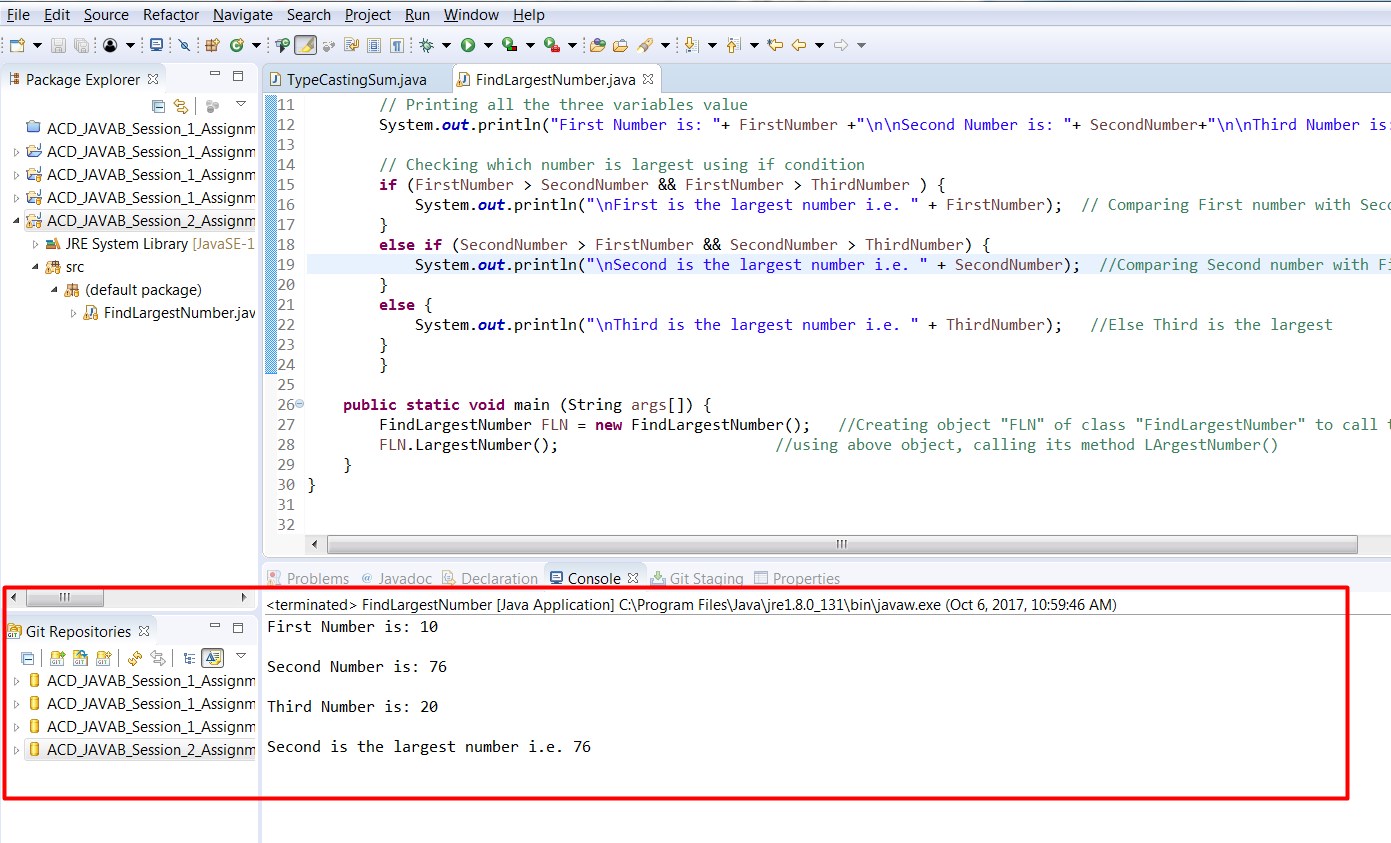 File Edit Source Refactor Navigate Search Project Run Window Help
Package Explorer
ACD_JAVAB_Session_1_Assignm
ACD_JAVAB_Session_1_Assignm
ACD_JAVAB_Session_1_Assignm
ACD_JAVAB_Session_1_Assignm
ACD_JAVAB_Session_2_Assignm
JRE System Library [JavaSE-1
src
(default package)
FindLargestNumber.jav
TypeCastingSum.java FindLargestNumber.java
11 // Printing all the three variables value
12 System.out.println("First Number is: "+ FirstNumber +"\n\nSecond Number is: "+ SecondNumber+"\n\nThird Number is:
13
14 // Checking which number is largest using if condition
15 if (FirstNumber > SecondNumber && FirstNumber > ThirdNumber ) {
16 System.out.println("\nFirst is the largest number i.e. " + FirstNumber); // Comparing First number with Seco
17 }
18 else if (SecondNumber > FirstNumber && SecondNumber > ThirdNumber) {
19 System.out.println("\nSecond is the largest number i.e. " + SecondNumber); //Comparing Second number with Fi
20 }
21 else {
22 System.out.println("\nThird is the largest number i.e. " + ThirdNumber); //Else Third is the largest
23 }
24 }
25
26 public static void main (String args[]) {
27 FindLargestNumber FLN = new FindLargestNumber(); //Creating object "FLN" of class "FindLargestNumber" to call t
28 FLN.LargestNumber(); //using above object, calling its method LArgestNumber()
29 }
30 }
31
32
Problems @ Javadoc Declaration Console Git Staging Properties
<terminated> FindLargestNumber [Java Application] C:\Program Files\Java\jre1.8.0_131\bin\javaw.exe (Oct 6, 2017, 10:59:46 AM)
First Number is: 10
Second Number is: 76
Third Number is: 20
Second is the largest number i.e. 76
Git Repositories
ACD_JAVAB_Session_1_Assignm
ACD_JAVAB_Session_1_Assignm
ACD_JAVAB_Session_1_Assignm
ACD_JAVAB_Session_2_Assignm